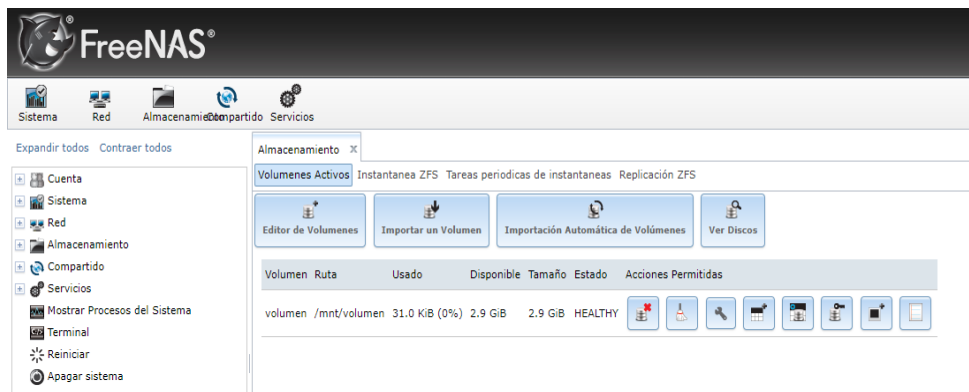 FreeNAS®
Sistema Red Almacenamiento Compartido Servicios
Expandir todos Contraer todos
Cuenta
Sistema
Red
Almacenamiento
Compartido
Servicios
Mostrar Procesos del Sistema
Terminal
Reiniciar
Apagar sistema
Almacenamiento X
Volumenes Activos Instantanea ZFS Tareas periodicas de instantaneas Replicación ZFS
Editor de Volumenes Importar un Volumen Importación Automática de Volúmenes Ver Discos
Volumen Ruta Usado Disponible Tamaño Estado Acciones Permitidas
volumen /mnt/volumen 31.0 KiB (0%) 2.9 GiB 2.9 GiB HEALTHY